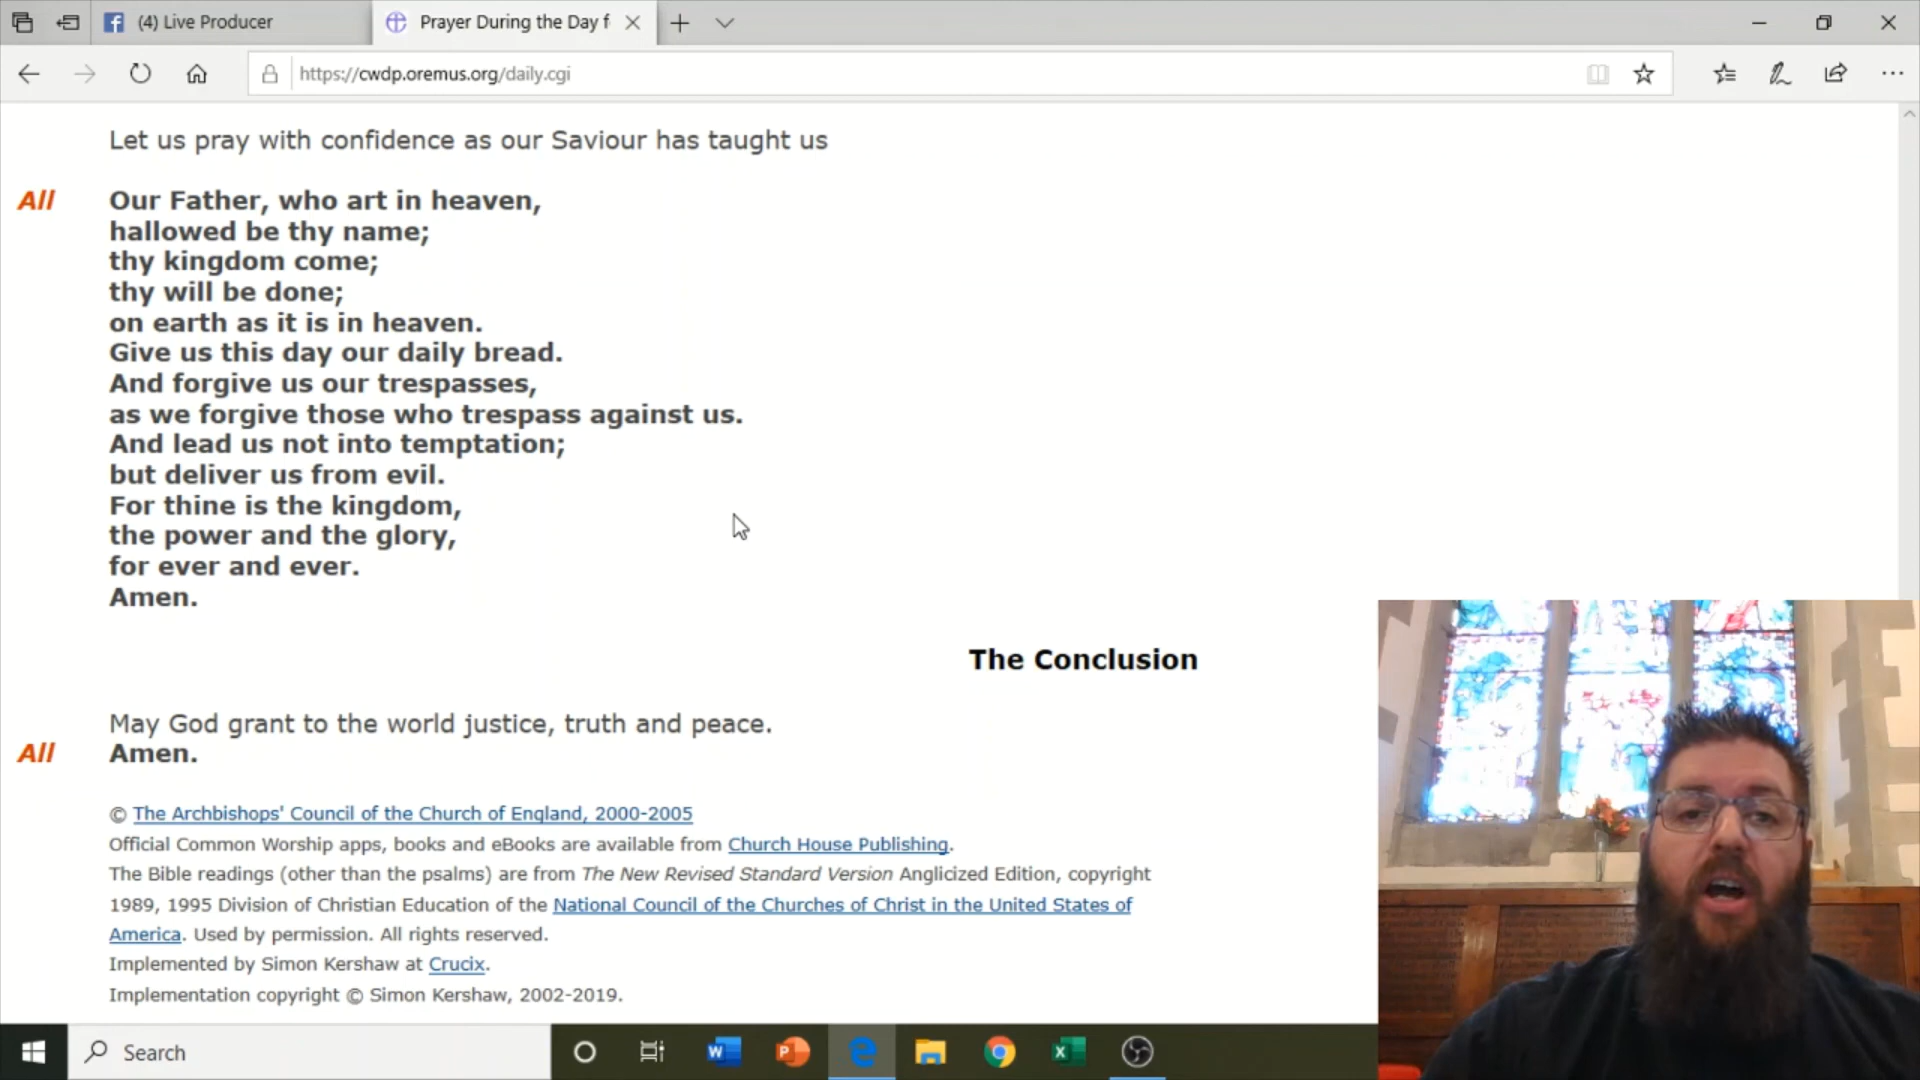 (4) Live Producer
Prayer During the Day f
https://cwdp.oremus.org/daily.cgi
Let us pray with confidence as our Saviour has taught us
All Our Father, who art in heaven,
hallowed be thy name;
thy kingdom come;
thy will be done;
on earth as it is in heaven.
Give us this day our daily bread.
And forgive us our trespasses,
as we forgive those who trespass against us.
And lead us not into temptation;
but deliver us from evil.
For thine is the kingdom,
the power and the glory,
for ever and ever.
Amen.
The Conclusion
May God grant to the world justice, truth and peace.
All Amen.
© The Archbishops' Council of the Church of England, 2000-2005
Official Common Worship apps, books and eBooks are available from Church House Publishing.
The Bible readings (other than the psalms) are from The New Revised Standard Version Anglicized Edition, copyright
1989, 1995 Division of Christian Education of the National Council of the Churches of Christ in the United States of
America. Used by permission. All rights reserved.
Implemented by Simon Kershaw at Crucix.
Implementation copyright © Simon Kershaw, 2002-2019.
Search